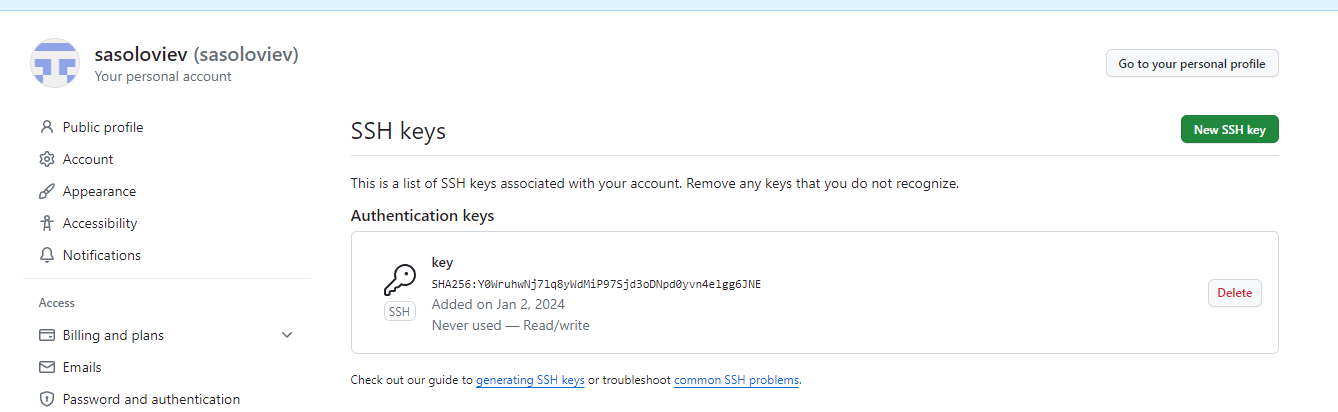 sasoloviev (sasoloviev)
Your personal account
Go to your personal profile
Public profile
Account
Appearance
Accessibility
Notifications
Access
Billing and plans
Emails
Password and authentication
SSH keys
New SSH key
This is a list of SSH keys associated with your account. Remove any keys that you do not recognize.
Authentication keys
key
SHA256:Y0WruhwNj7lq8yWdMiP97Sjd3oDNpd0yvn4elgg6JNE
SSH
Added on Jan 2, 2024
Never used — Read/write
Delete
Check out our guide to generating SSH keys or troubleshoot common SSH problems.